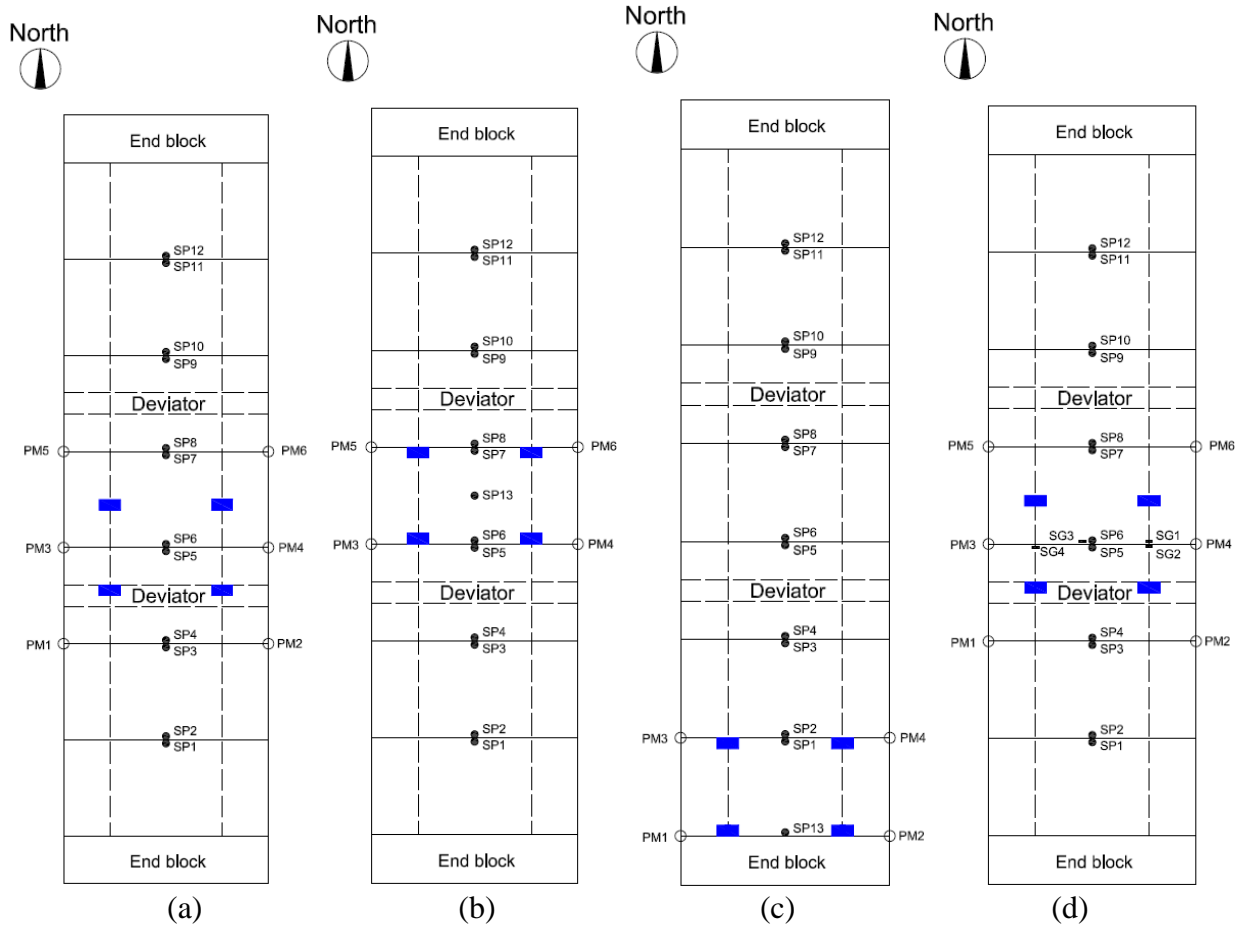 North
End block
SP12
SP11
SP10
SP9
Deviator
PM5 SP8 PM6
SP7
PM3 SP6 PM4
SP5
Deviator
PM1 SP4 PM2
SP3
SP2
SP1
End block
(a)
North
End block
SP12
SP11
SP10
SP9
Deviator
PM5 SP8 PM6
SP7
SP13
PM3 SP6 PM4
SP5
Deviator
SP4
SP3
SP2
SP1
End block
(b)
North
End block
SP12
SP11
SP10
SP9
Deviator
SP8
SP7
SP6
SP5
Deviator
SP4
SP3
PM3 SP2 PM4
SP1
PM1 SP13 PM2
End block
(c)
North
End block
SP12
SP11
SP10
SP9
Deviator
PM5 SP8 PM6
SP7
SG3 SP6 SG1
PM3 PM4
SG4 SP5 SG2
Deviator
PM1 SP4 PM2
SP3
SP2
SP1
End block
(d)